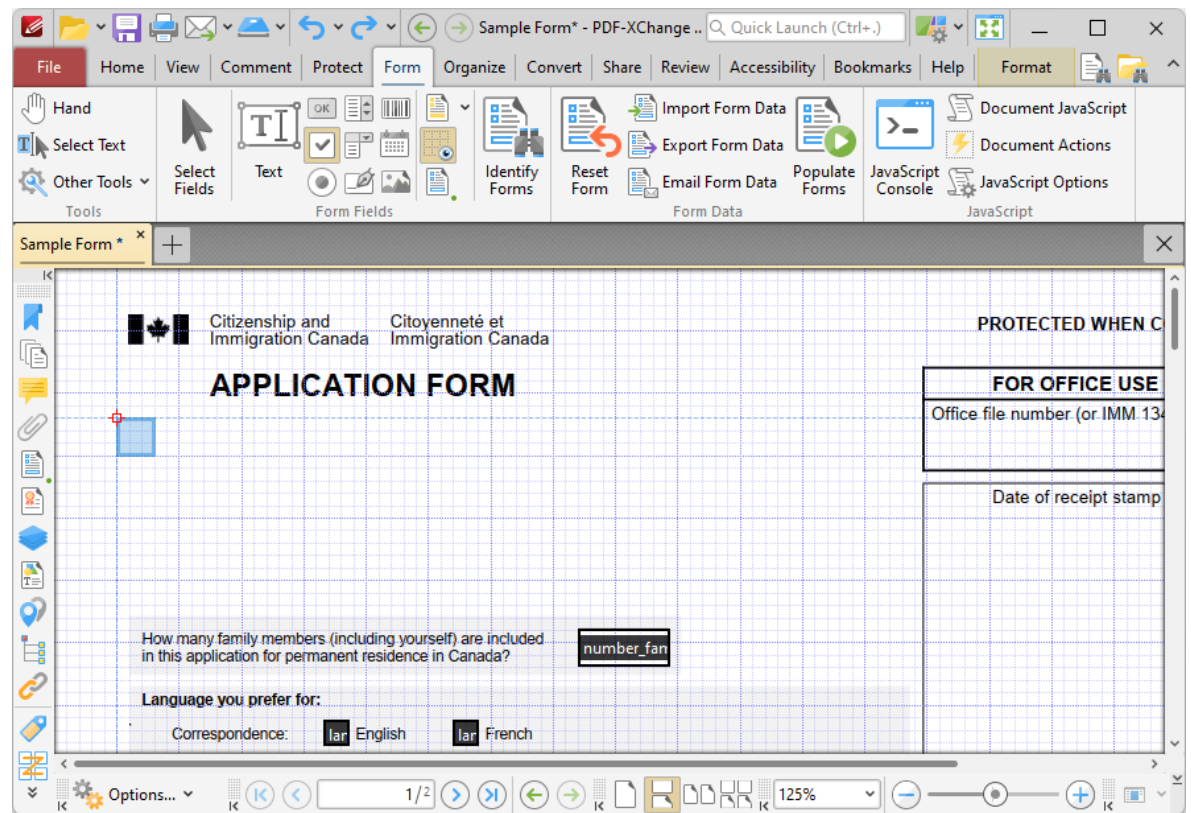 Sample Form* - PDF-XChange .. Quick Launch (Ctrl+.)
File Home View Comment Protect Form Organize Convert Share Review Accessibility Bookmarks Help Format
Hand
Select Text
Other Tools
Tools
Select Fields
Text
OK
Form Fields
Identify Forms
Reset Form
Import Form Data
Export Form Data
Email Form Data
Populate Forms
Form Data
JavaScript Console
Document JavaScript
Document Actions
JavaScript Options
JavaScript
Sample Form *
Citizenship and Citoyenneté et
Immigration Canada Immigration Canada
PROTECTED WHEN C
APPLICATION FORM
FOR OFFICE USE
Office file number (or IMM 134
Date of receipt stamp
How many family members (including yourself) are included
in this application for permanent residence in Canada?
number_fan
Language you prefer for:
Correspondence: lar English lar French
Options... 1/2 125%